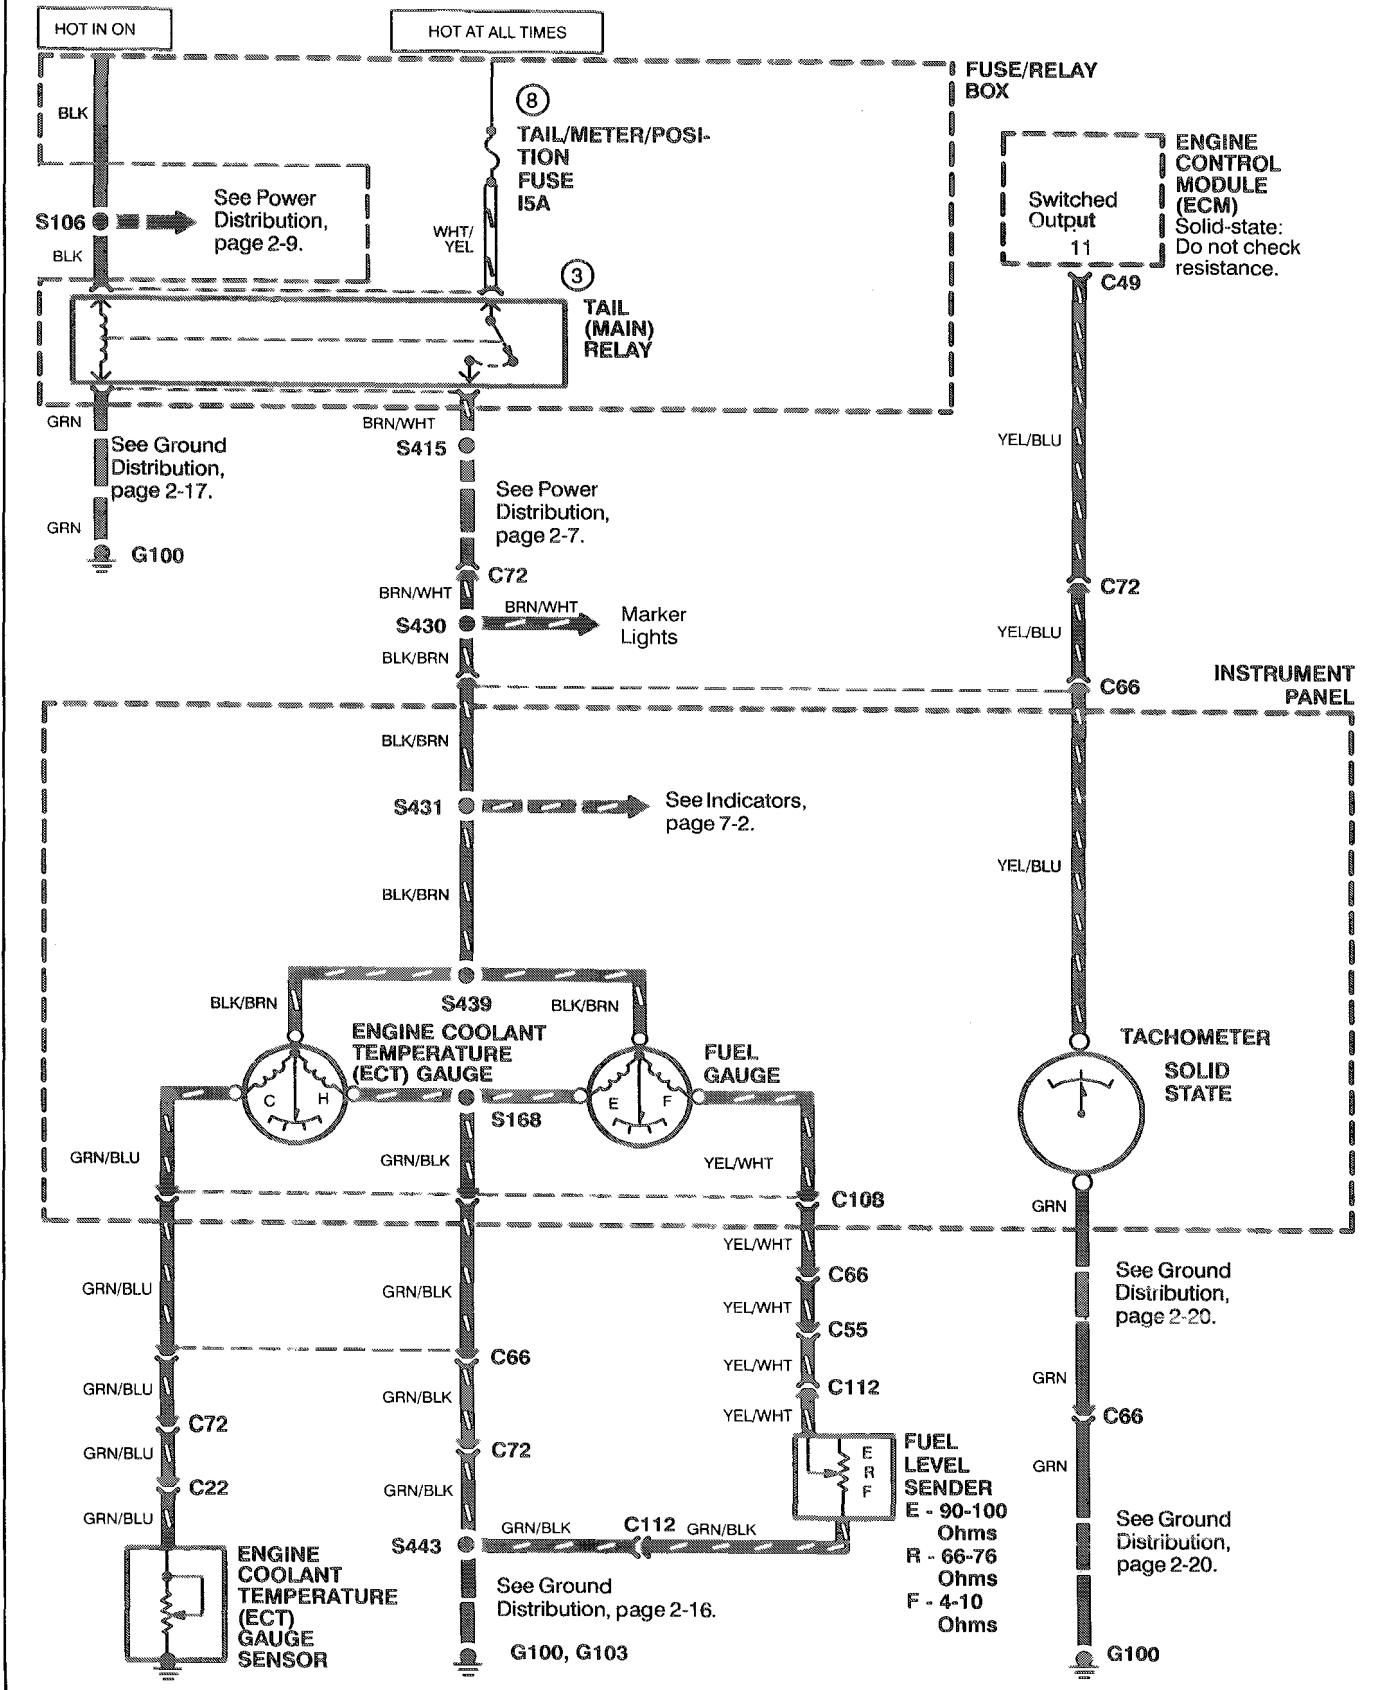 HOT IN ON
HOT AT ALL TIMES
FUSE/RELAY
BOX
BLK
8
TAIL/METER/POSI-
TION
FUSE
I5A
ENGINE
CONTROL
MODULE
(ECM)
Solid-state:
Do not check
resistance.
Switched
Output
11
C49
S106
See Power
Distribution,
page 2-9.
BLK
WHT/
YEL
3
TAIL
(MAIN)
RELAY
GRN
See Ground
Distribution,
page 2-17.
GRN
G100
BRN/WHT
S415
See Power
Distribution,
page 2-7.
C72
BRN/WHT
S430
BRN/WHT
Marker
Lights
BLK/BRN
YEL/BLU
C72
YEL/BLU
C66
INSTRUMENT
PANEL
BLK/BRN
S431
See Indicators,
page 7-2.
BLK/BRN
YEL/BLU
BLK/BRN
S439
BLK/BRN
ENGINE COOLANT
TEMPERATURE
(ECT) GAUGE
FUEL
GAUGE
TACHOMETER
SOLID
STATE
C
H
E
F
S168
GRN/BLU
GRN/BLK
YEL/WHT
C108
GRN
YEL/WHT
C66
YEL/WHT
C55
YEL/WHT
C112
YEL/WHT
GRN/BLU
GRN/BLK
C66
GRN/BLU
GRN/BLK
C72
GRN/BLU
C72
C22
GRN/BLU
GRN/BLK
See Ground
Distribution,
page 2-20.
GRN
C66
GRN
See Ground
Distribution,
page 2-20.
G100
E
R
F
FUEL
LEVEL
SENDER
E - 90-100
Ohms
R - 66-76
Ohms
F - 4-10
Ohms
S443
GRN/BLK
C112
GRN/BLK
ENGINE
COOLANT
TEMPERATURE
(ECT)
GAUGE
SENSOR
See Ground
Distribution, page 2-16.
G100, G103